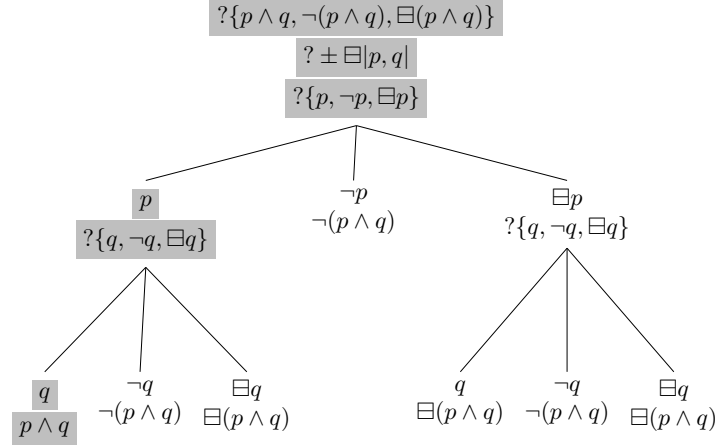 ?{p ∧ q, ¬(p ∧ q), ⊟(p ∧ q)}
? ± ⊟|p, q|
?{p, ¬p, ⊟p}
p ¬p ⊟p
?{q, ¬q, ⊟q} ¬(p ∧ q) ?{q, ¬q, ⊟q}
q ¬q ⊟q q ¬q ⊟q
p ∧ q ¬(p ∧ q) ⊟(p ∧ q) ⊟(p ∧ q) ¬(p ∧ q) ⊟(p ∧ q)